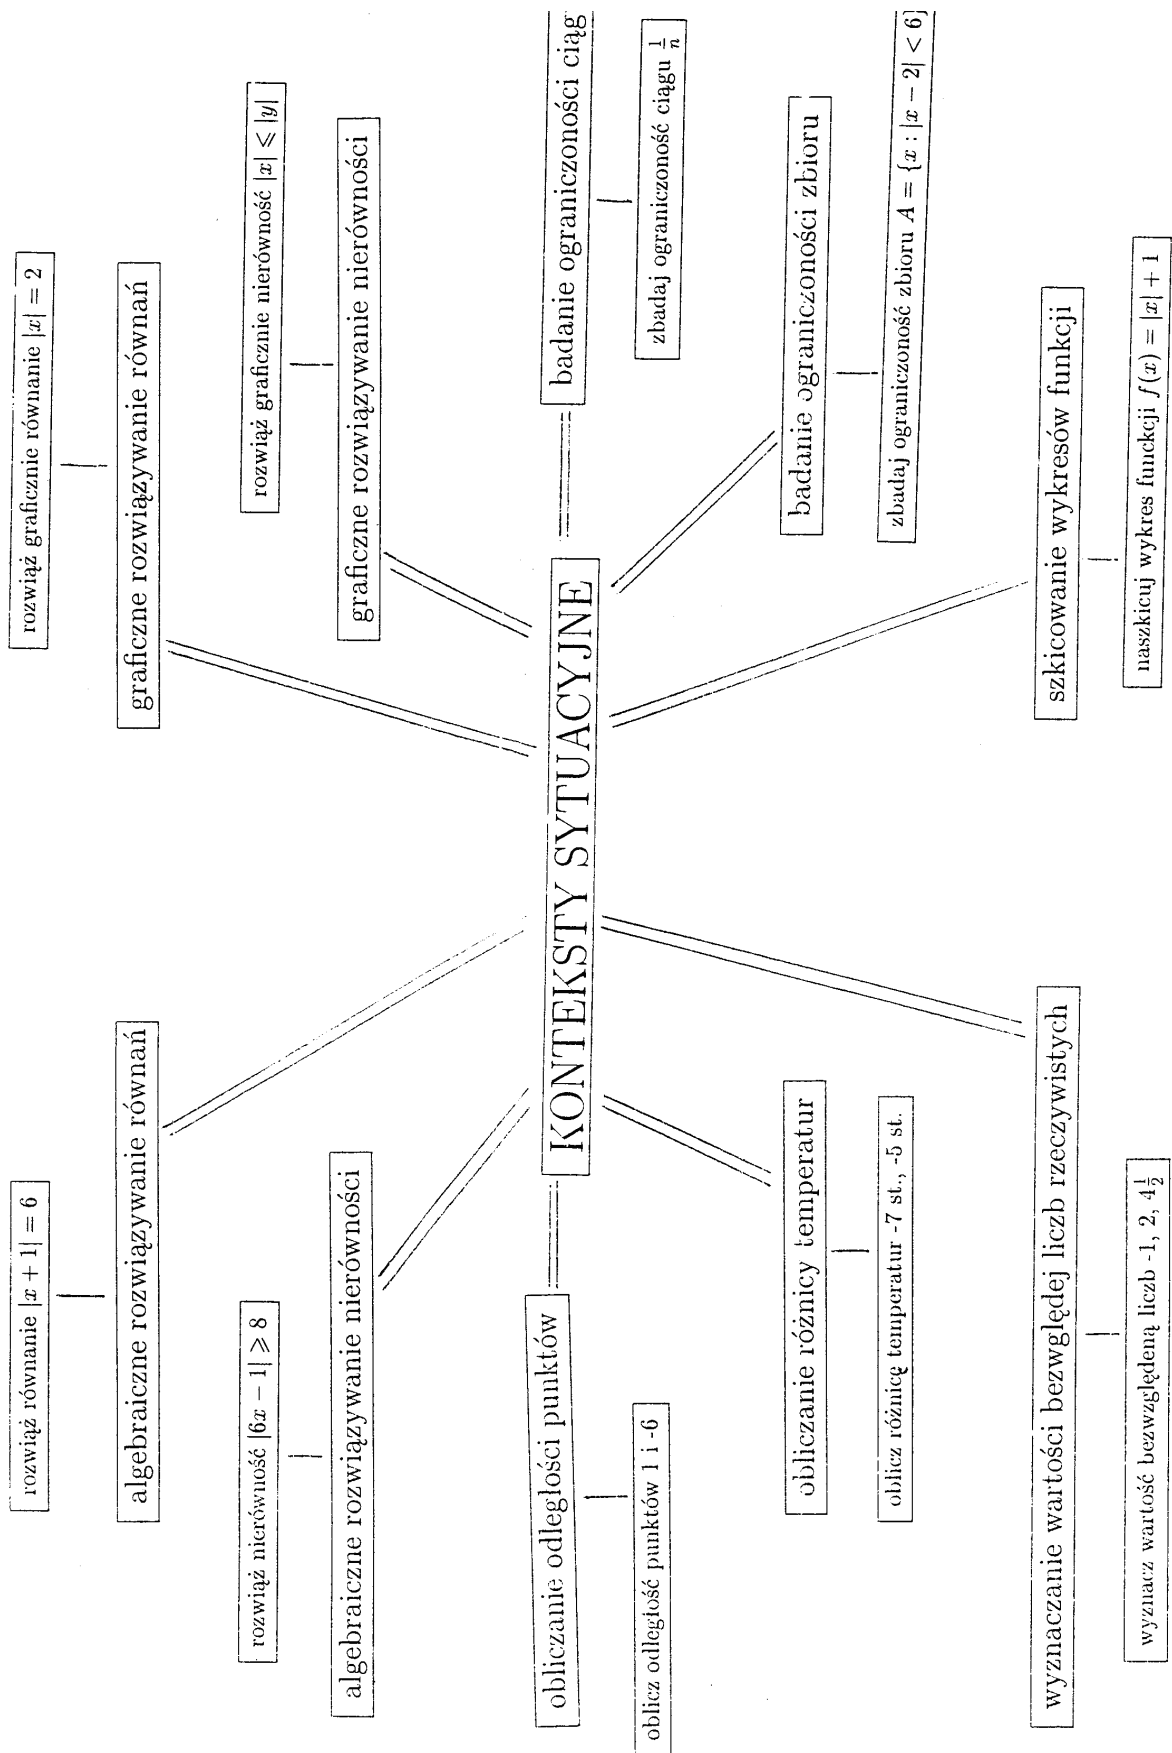 rozwiąż równanie |x + 1| = 6
algebraiczne rozwiązywanie równań
rozwiąż graficznie równanie |x| = 2
graficzne rozwiązywanie równań
rozwiąż nierówność |6x − 1| ⩾ 8
algebraiczne rozwiązywanie nierówności
rozwiąż graficznie nierówność |x| ⩽ |y|
graficzne rozwiązywanie nierówności
obliczanie odległości punktów
oblicz odległość punktów 1 i -6
KONTEKSTY SYTUACYJNE
badanie ograniczoności ciąg
zbadaj ograniczoność ciągu 1/n
obliczanie różnicy temperatur
oblicz różnicę temperatur -7 st., -5 st.
badanie ograniczoności zbioru
zbadaj ograniczoność zbioru A = {x : |x − 2| < 6}
wyznaczanie wartości bezwględej liczb rzeczywistych
wyznacz wartość bezwzględeną liczb -1, 2, 4½
szkicowanie wykresów funkcji
naszkicuj wykres funckcji f(x) = |x| + 1